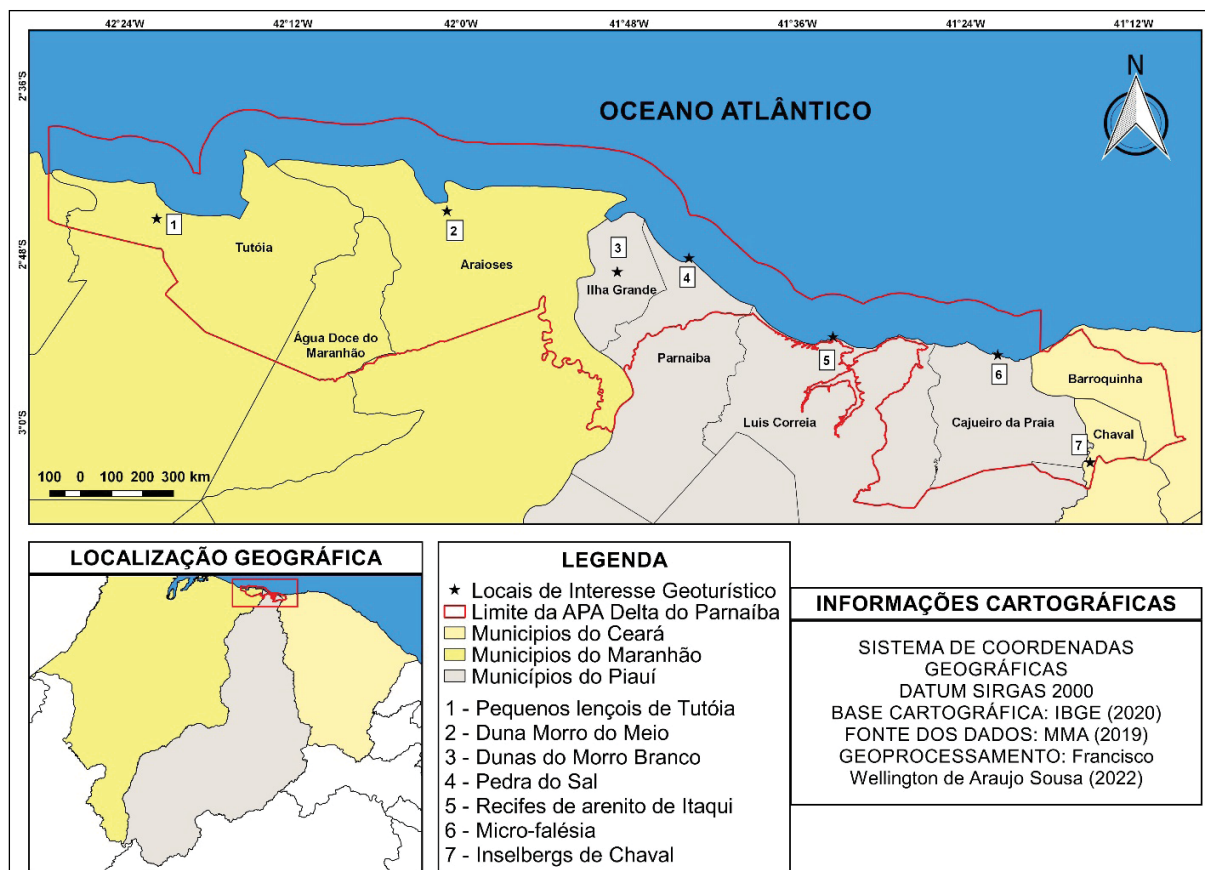 42°24'W 42°12'W 42°0'W 41°48'W 41°36'W 41°24'W 41°12'W
2°36'S
2°48'S
3°0'S
OCEANO ATLÂNTICO
N
1
Tutóia
2
Araioses
3
Ilha Grande
4
Água Doce do
Maranhão
Parnaiba
5
Luis Correia
6
Cajueiro da Praia
Barroquinha
Chaval
7
100 0 100 200 300 km
LOCALIZAÇÃO GEOGRÁFICA
LEGENDA
Locais de Interesse Geoturístico
Limite da APA Delta do Parnaíba
Municipios do Ceará
Municipios do Maranhão
Municípios do Piauí
1 - Pequenos lençois de Tutóia
2 - Duna Morro do Meio
3 - Dunas do Morro Branco
4 - Pedra do Sal
5 - Recifes de arenito de Itaqui
6 - Micro-falésia
7 - Inselbergs de Chaval
INFORMAÇÕES CARTOGRÁFICAS
SISTEMA DE COORDENADAS
GEOGRÁFICAS
DATUM SIRGAS 2000
BASE CARTOGRÁFICA: IBGE (2020)
FONTE DOS DADOS: MMA (2019)
GEOPROCESSAMENTO: Francisco
Wellington de Araujo Sousa (2022)